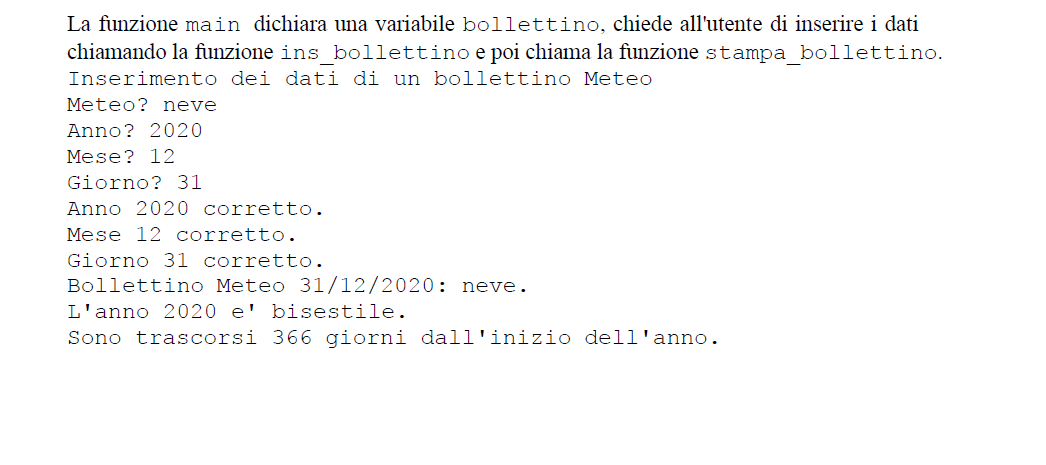 La funzione main dichiara una variabile bollettino, chiede all'utente di inserire i dati
chiamando la funzione ins_bollettino e poi chiama la funzione stampa_bollettino.
Inserimento dei dati di un bollettino Meteo
Meteo? neve
Anno? 2020
Mese? 12
Giorno? 31
Anno 2020 corretto.
Mese 12 corretto.
Giorno 31 corretto.
Bollettino Meteo 31/12/2020: neve.
L'anno 2020 e' bisestile.
Sono trascorsi 366 giorni dall'inizio dell'anno.